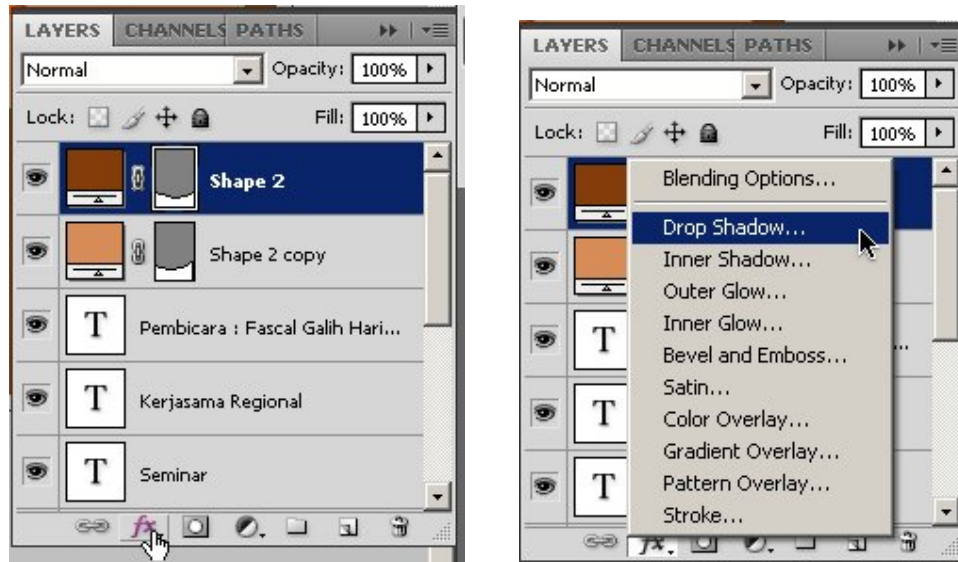 LAYERS CHANNELS PATHS
Normal Opacity: 100%
Lock: Fill: 100%
Shape 2
Shape 2 copy
T Pembicara : Fascal Galih Hari...
T Kerjasama Regional
T Seminar
fx
LAYERS CHANNELS PATHS
Normal Opacity: 100%
Lock: Fill: 100%
Blending Options...
Drop Shadow...
Inner Shadow...
Outer Glow...
Inner Glow...
T Bevel and Emboss...
Satin...
T Color Overlay...
Gradient Overlay...
T Pattern Overlay...
Stroke...
fx.